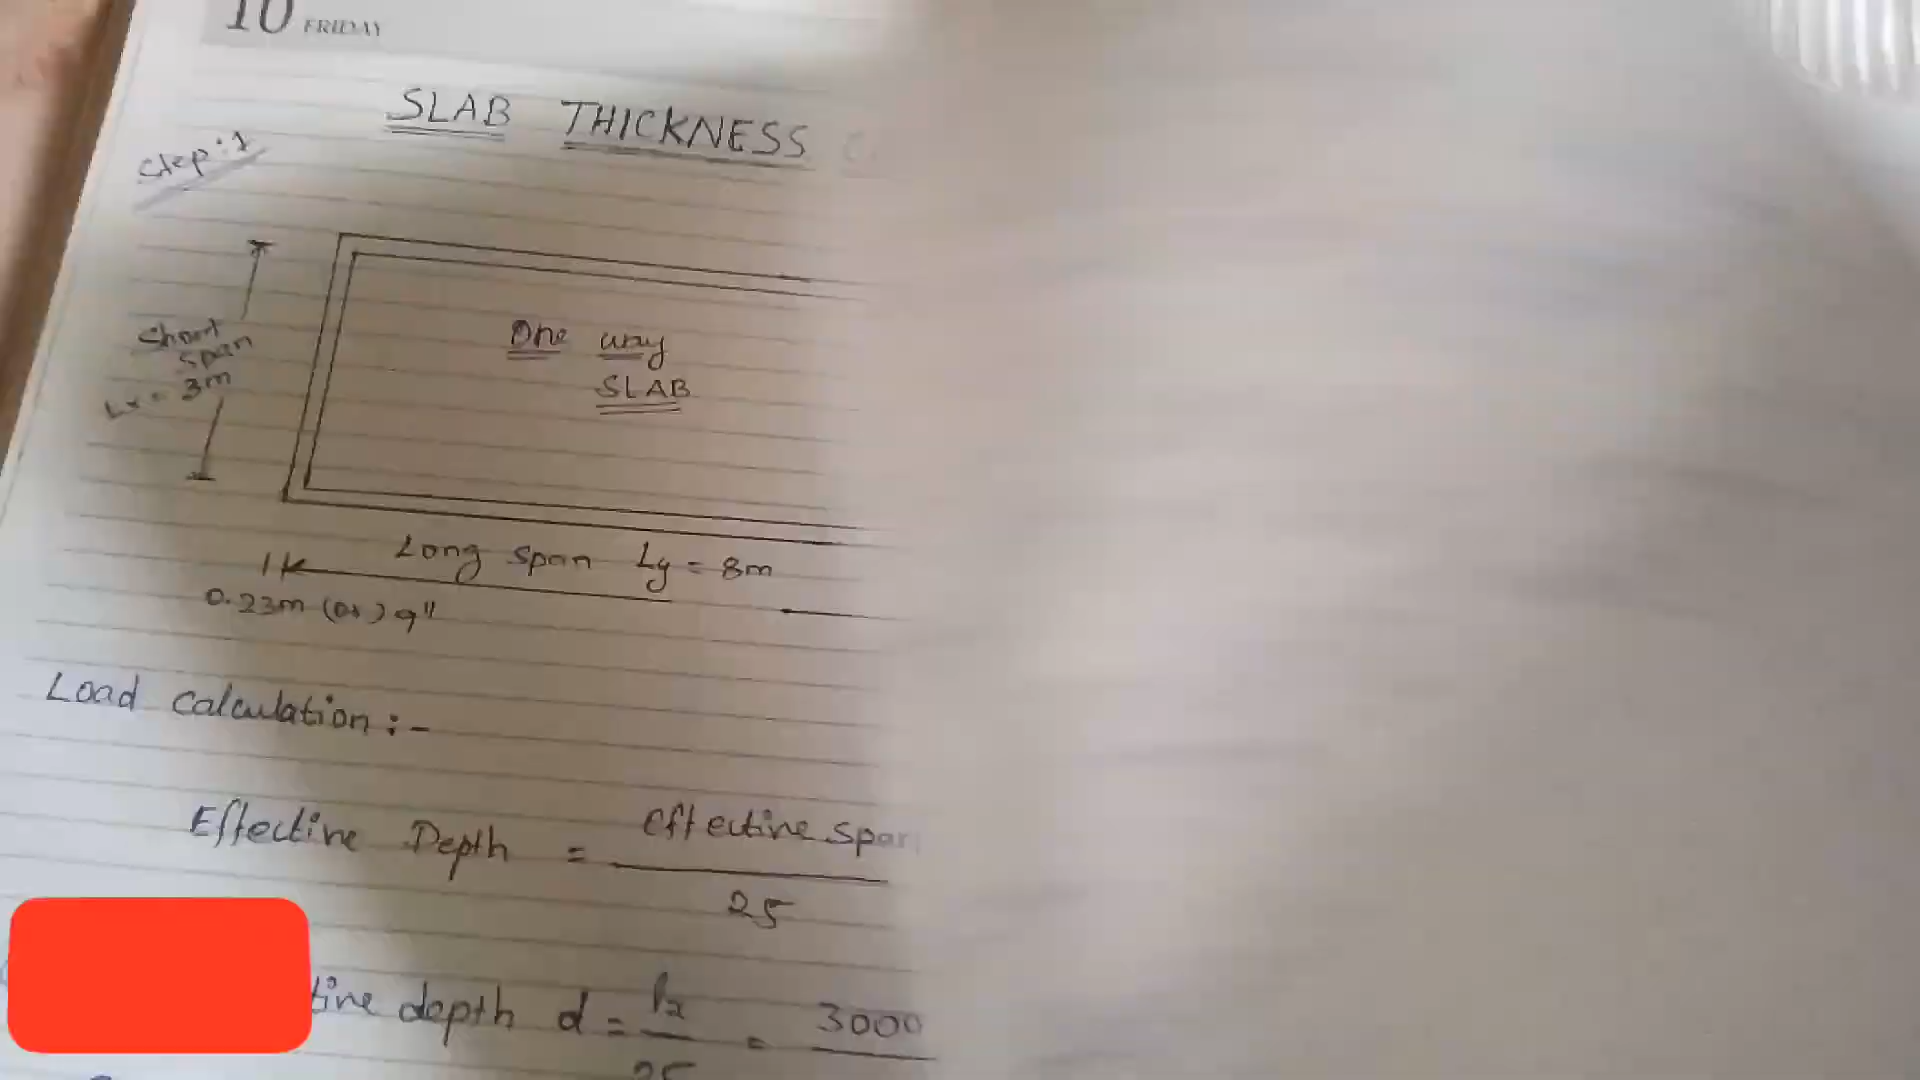 10 FRIDAY
SLAB THICKNESS
Step:1
One way
SLAB
Short
span
Lx = 3m
Long span Ly = 8m
0.23m (or) 9"
Load calculation :-
Effective Depth = effective span
25
tive depth d = lx = 3000
25